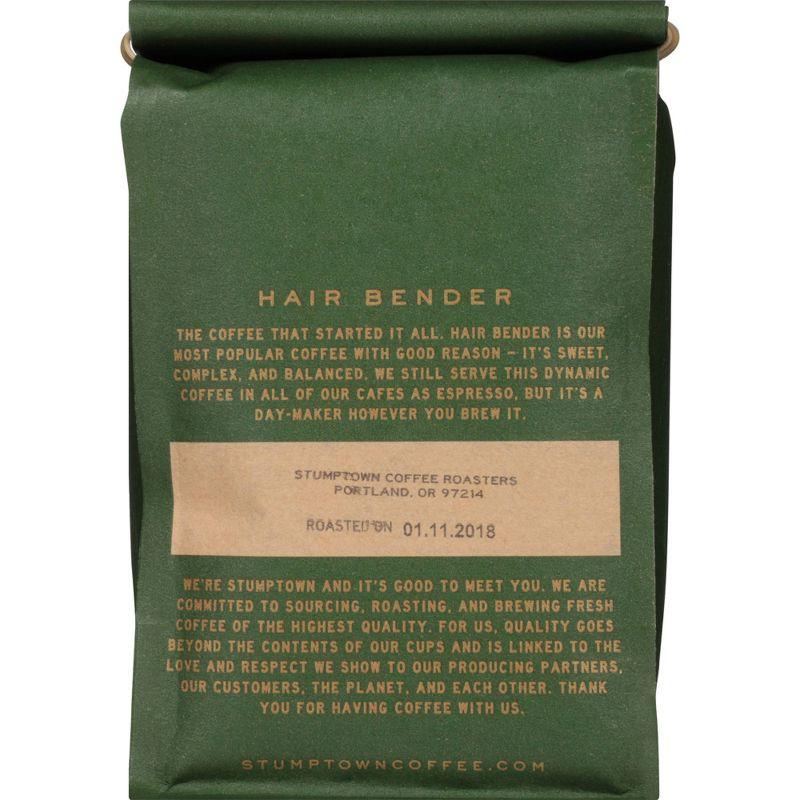 HAIR BENDER
THE COFFEE THAT STARTED IT ALL. HAIR BENDER IS OUR
MOST POPULAR COFFEE WITH GOOD REASON – IT'S SWEET,
COMPLEX, AND BALANCED. WE STILL SERVE THIS DYNAMIC
COFFEE IN ALL OF OUR CAFES AS ESPRESSO, BUT IT'S A
DAY-MAKER HOWEVER YOU BREW IT.
STUMPTOWN COFFEE ROASTERS
PORTLAND, OR 97214
ROASTED ON 01.11.2018
WE'RE STUMPTOWN AND IT'S GOOD TO MEET YOU. WE ARE
COMMITTED TO SOURCING, ROASTING, AND BREWING FRESH
COFFEE OF THE HIGHEST QUALITY. FOR US, QUALITY GOES
BEYOND THE CONTENTS OF OUR CUPS AND IS LINKED TO THE
LOVE AND RESPECT WE SHOW TO OUR PRODUCING PARTNERS,
OUR CUSTOMERS, THE PLANET, AND EACH OTHER. THANK
YOU FOR HAVING COFFEE WITH US.
STUMPTOWNCOFFEE.COM